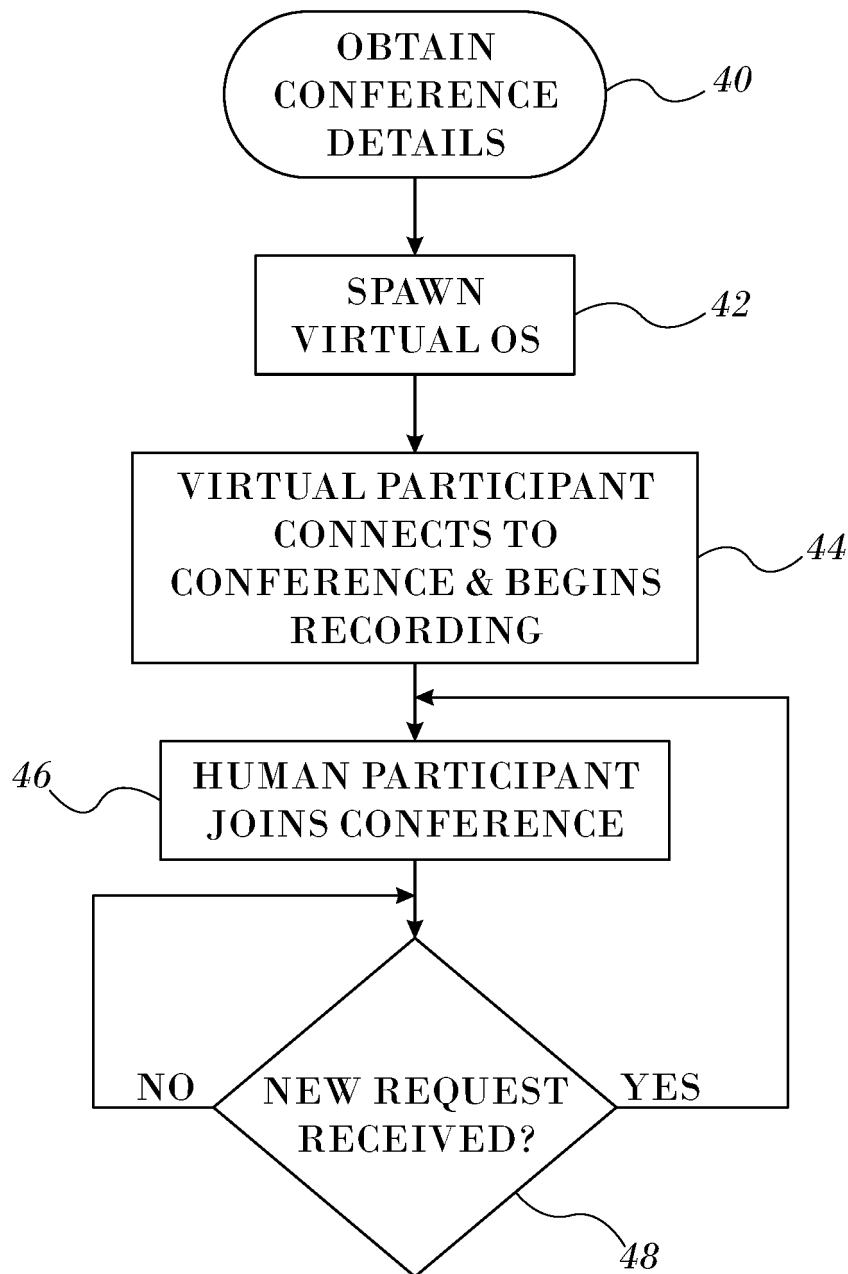 OBTAIN
CONFERENCE
DETAILS
40
SPAWN
VIRTUAL OS
42
VIRTUAL PARTICIPANT
CONNECTS TO
CONFERENCE & BEGINS
RECORDING
44
46
HUMAN PARTICIPANT
JOINS CONFERENCE
NO
NEW REQUEST
RECEIVED?
YES
48